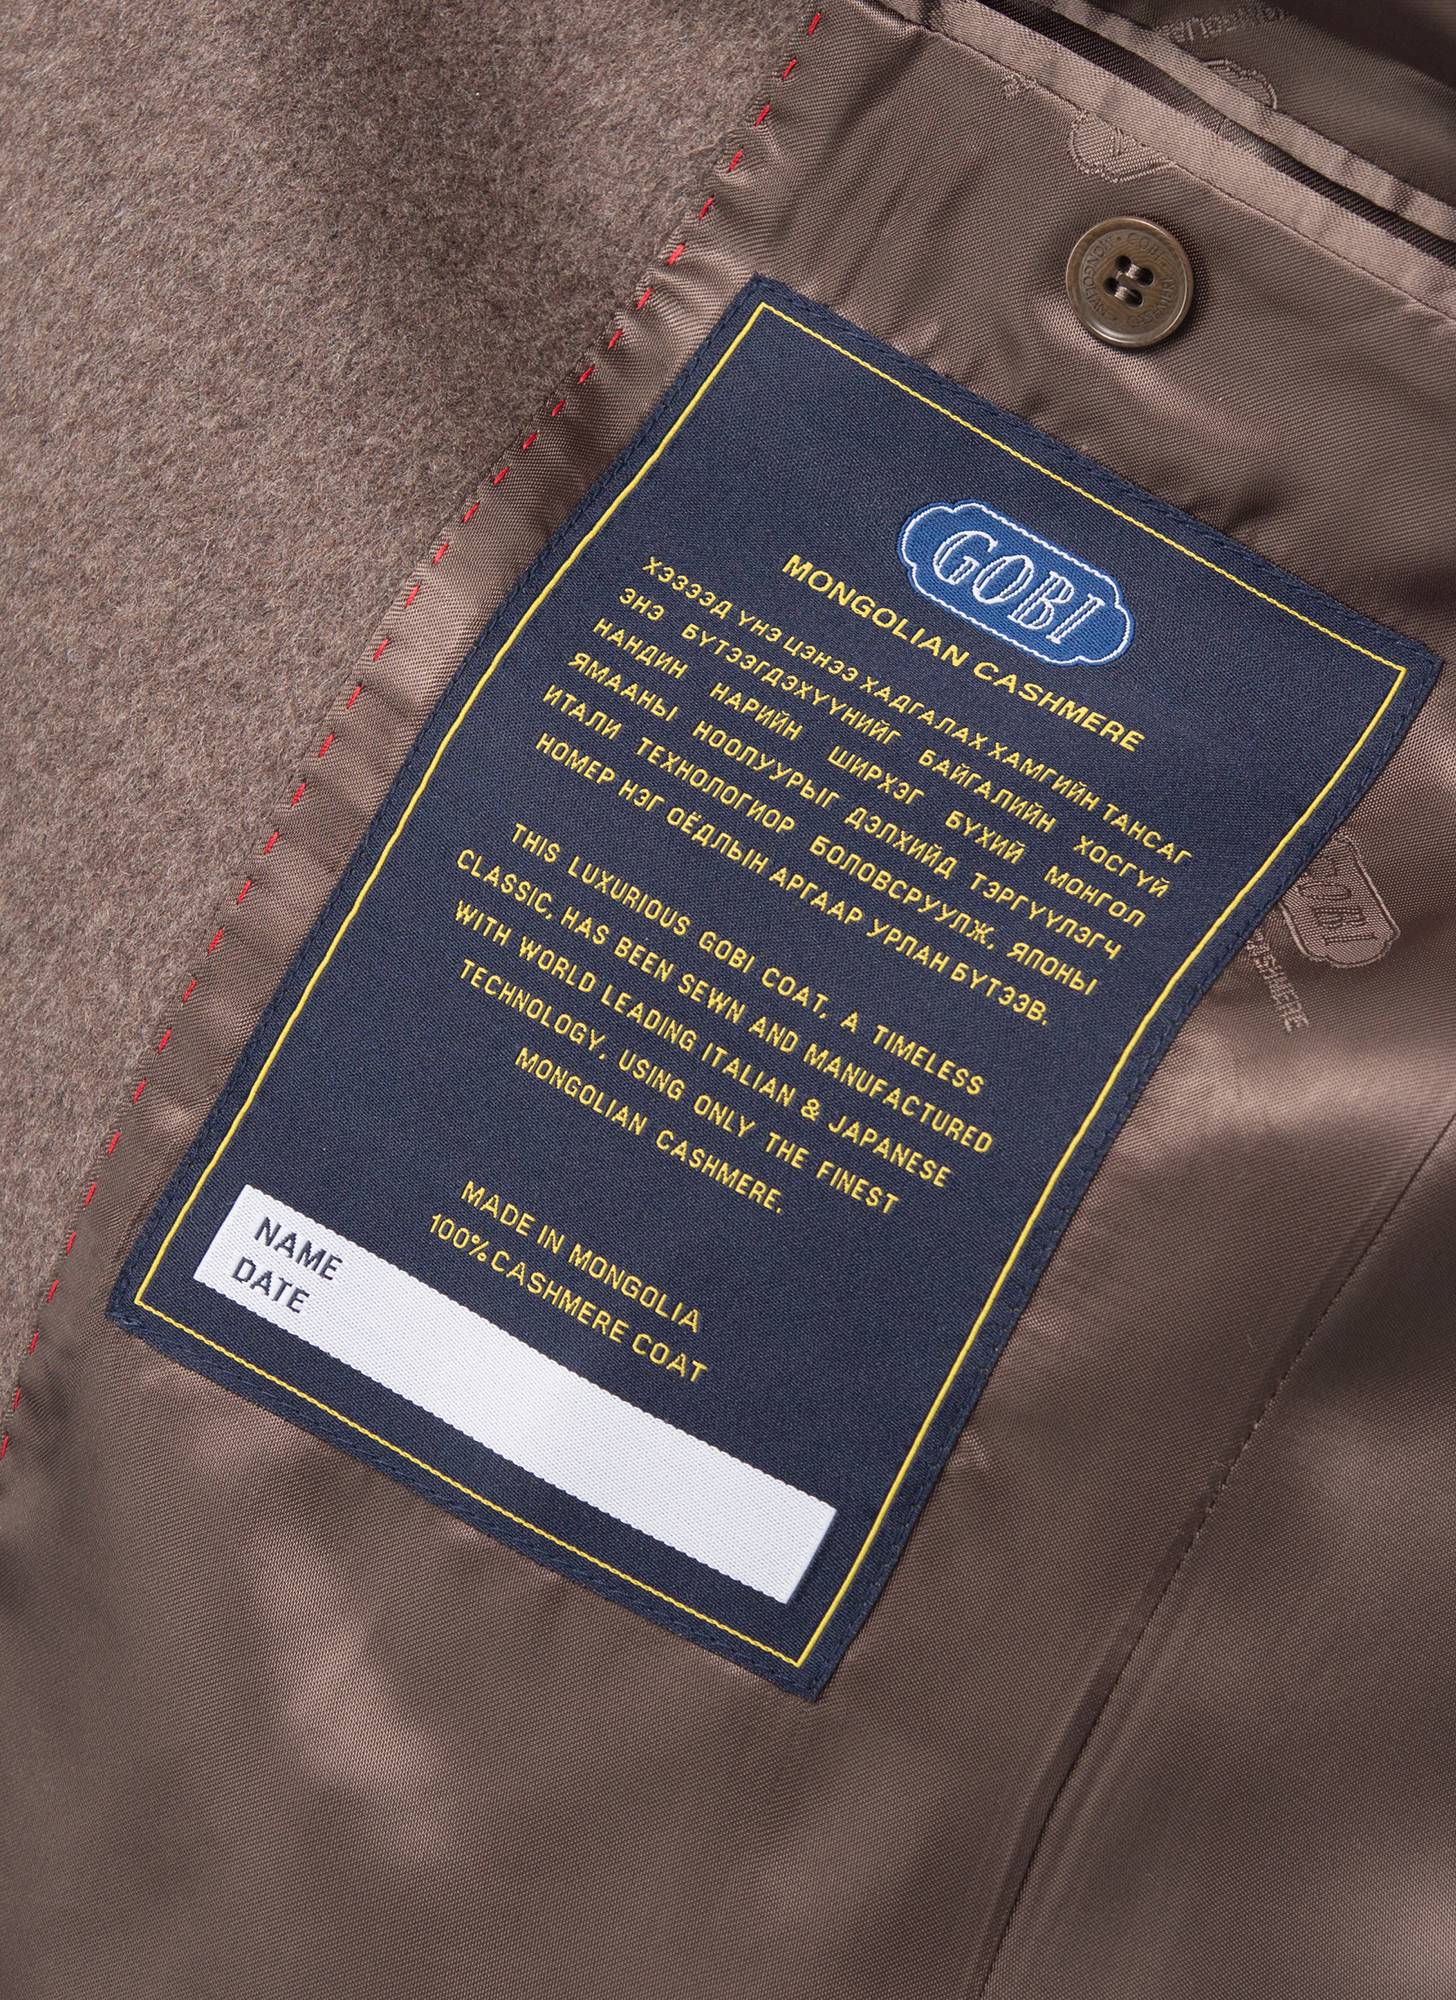 GOBI
MONGOLIAN CASHMERE
ХЭЗЭЭД ҮНЭ ЦЭНЭЭ ХАДГАЛАХ ХАМГИЙН ТАНСАГ
ЭНЭ БҮТЭЭГДЭХҮҮНИЙГ БАЙГАЛИЙН ХОСГҮЙ
НАНДИН НАРИЙН ШИРХЭГ БҮХИЙ МОНГОЛ
ЯМААНЫ НООЛУУРЫГ ДЭЛХИЙД ТЭРГҮҮЛЭГЧ
ИТАЛИ ТЕХНОЛОГИОР БОЛОВСРУУЛЖ, ЯПОНЫ
НОМЕР НЭГ ОЁДЛЫН АРГААР УРЛАН БҮТЭЭВ.
THIS LUXURIOUS GOBI COAT, A TIMELESS
CLASSIC, HAS BEEN SEWN AND MANUFACTURED
WITH WORLD LEADING ITALIAN & JAPANESE
TECHNOLOGY, USING ONLY THE FINEST
MONGOLIAN CASHMERE.
MADE IN MONGOLIA
100% CASHMERE COAT
NAME
DATE
GOBI